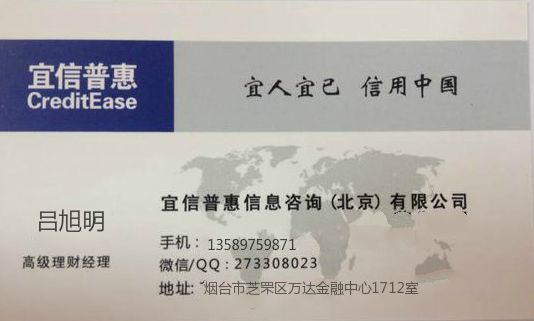 宜信普惠
CreditEase
宜人宜己 信用中国
宜信普惠信息咨询(北京)有限公司
吕旭明
高级理财经理
手机: 13589759871
微信/QQ: 273308023
地址: 烟台市芝罘区万达金融中心1712室